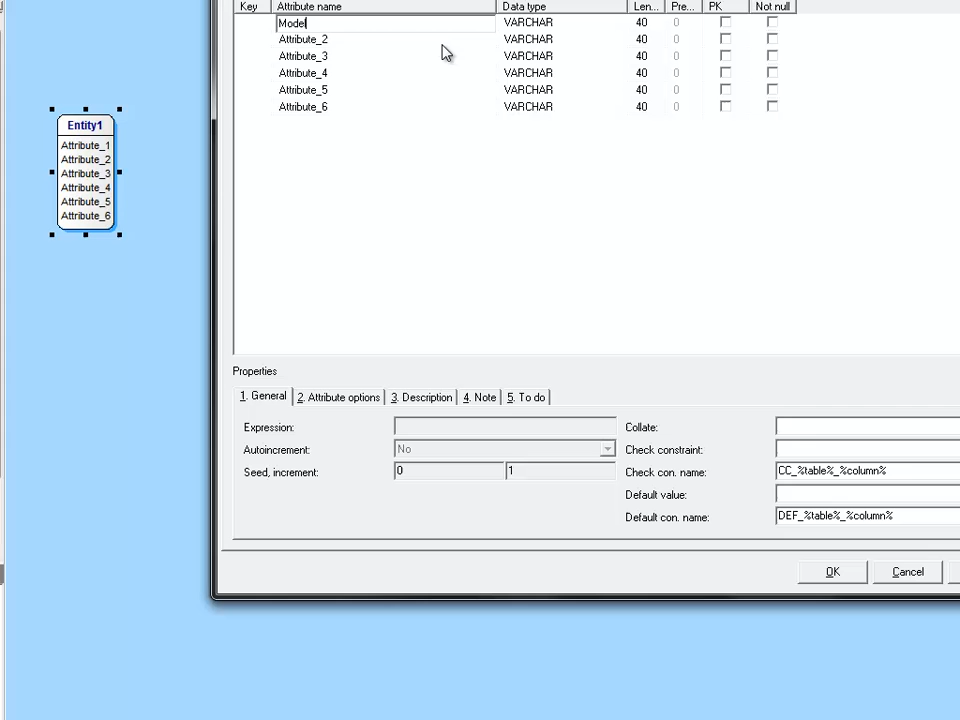 Key Attribute name Data type Len... Pre... PK Not null
Model VARCHAR 40 0
Attribute_2 VARCHAR 40 0
Attribute_3 VARCHAR 40 0
Attribute_4 VARCHAR 40 0
Attribute_5 VARCHAR 40 0
Attribute_6 VARCHAR 40 0
Entity1
Attribute_1
Attribute_2
Attribute_3
Attribute_4
Attribute_5
Attribute_6
Properties
1. General 2. Attribute options 3. Description 4. Note 5. To do
Expression: Collate:
Autoincrement: No Check constraint:
Seed, increment: 0 1 Check con. name: CC_%table%_%column%
Default value:
Default con. name: DEF_%table%_%column%
OK Cancel